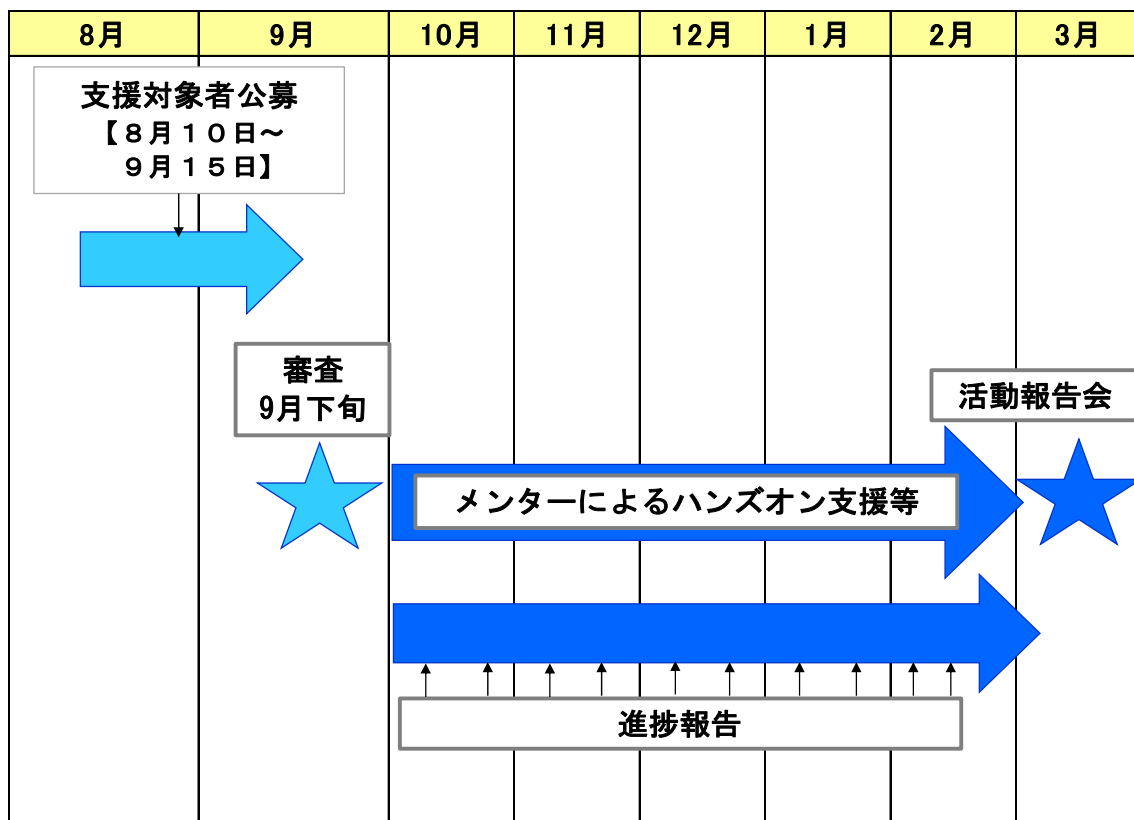 8月 9月 10月 11月 12月 1月 2月 3月
支援対象者公募
【８月１０日～
９月１５日】
審査
9月下旬
活動報告会
メンターによるハンズオン支援等
進捗報告